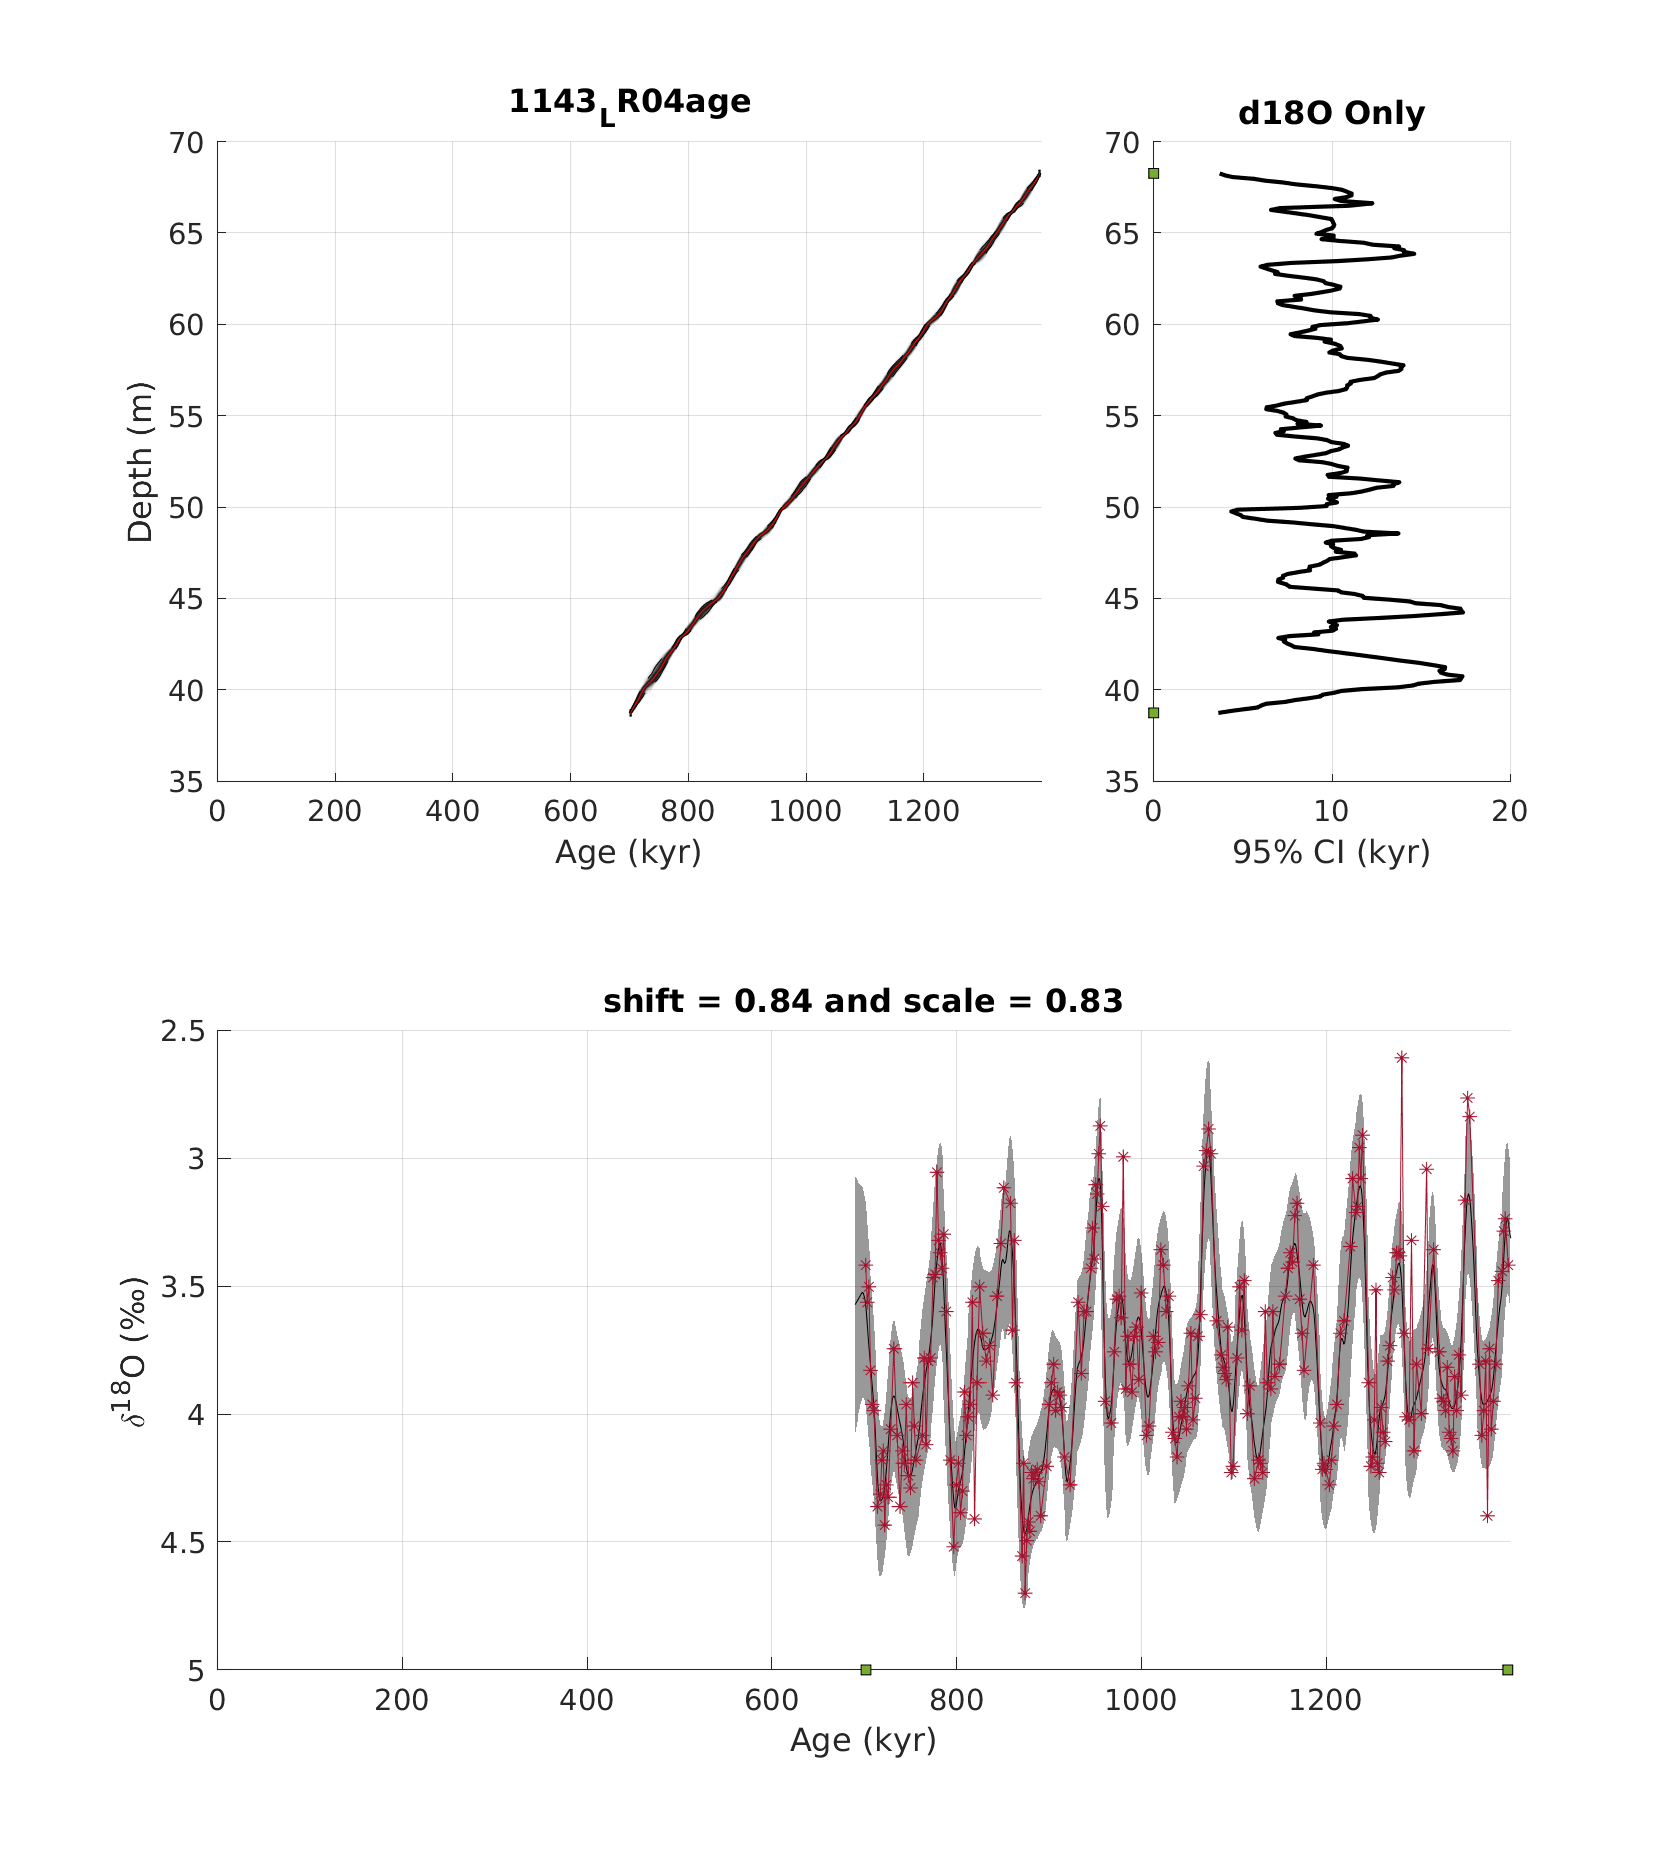 1143LR04age
70
65
60
55
50
45
40
35
Depth (m)
0 200 400 600 800 1000 1200
Age (kyr)
d18O Only
70
65
60
55
50
45
40
35
0 10 20
95% CI (kyr)
shift = 0.84 and scale = 0.83
2.5
3
3.5
4
4.5
5
δ18O (‰)
0 200 400 600 800 1000 1200
Age (kyr)